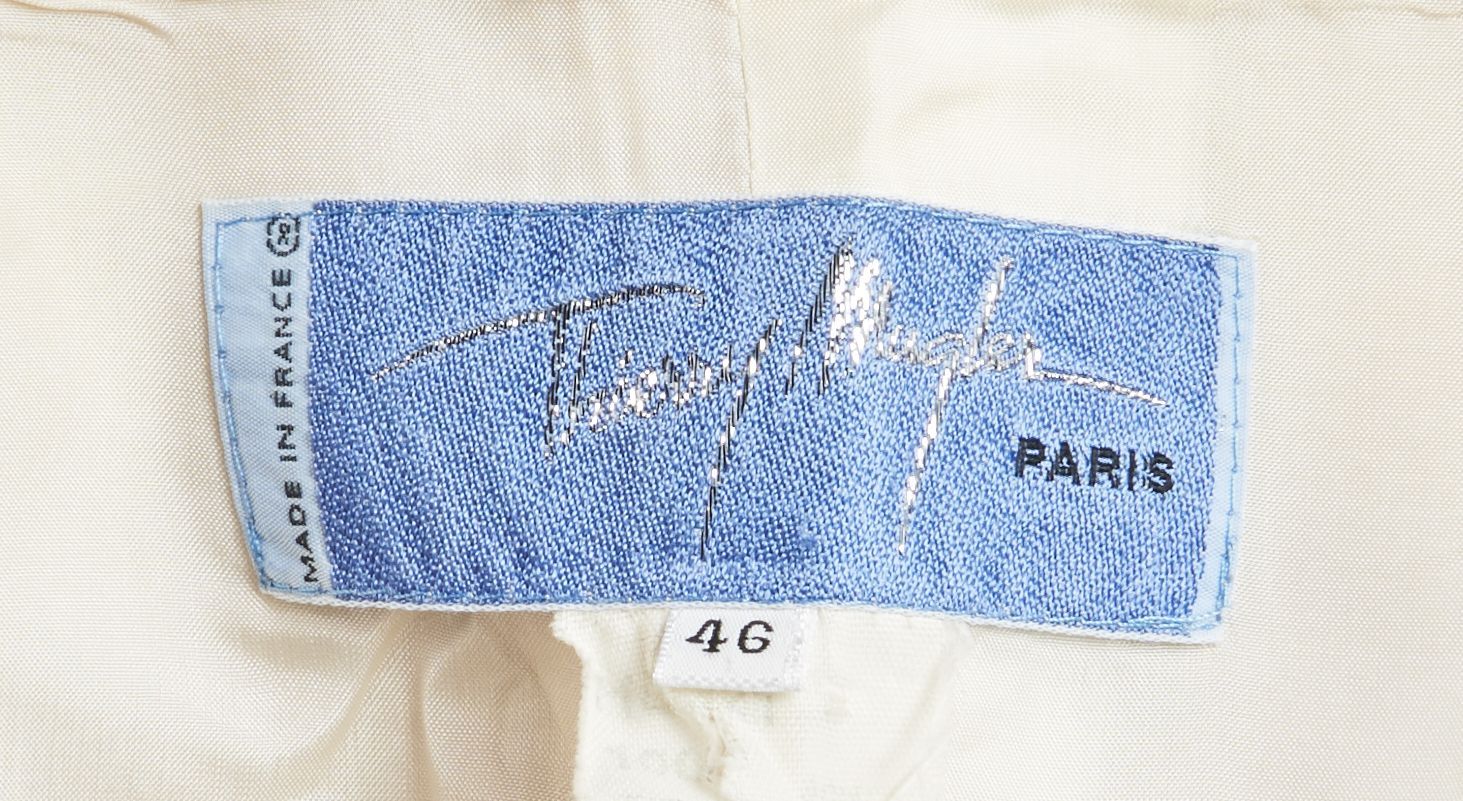 MADE IN FRANCE
Thierry Mugler
PARIS
46